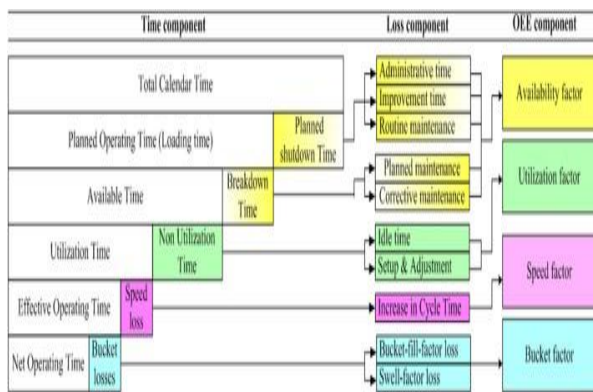 Time component Loss component OEE component
Total Calendar Time
Administrative time
Improvement time
Routine maintenance
Availability factor
Planned Operating Time (Loading time)
Planned
shutdown Time
Available Time
Breakdown
Time
Planned maintenance
Corrective maintenance
Utilization factor
Utilization Time
Non Utilization
Time
Idle time
Setup & Adjustment
Effective Operating Time
Speed
loss
Increase in Cycle Time
Speed factor
Net Operating Time
Bucket
losses
Bucket-fill-factor loss
Swell-factor loss
Bucket factor